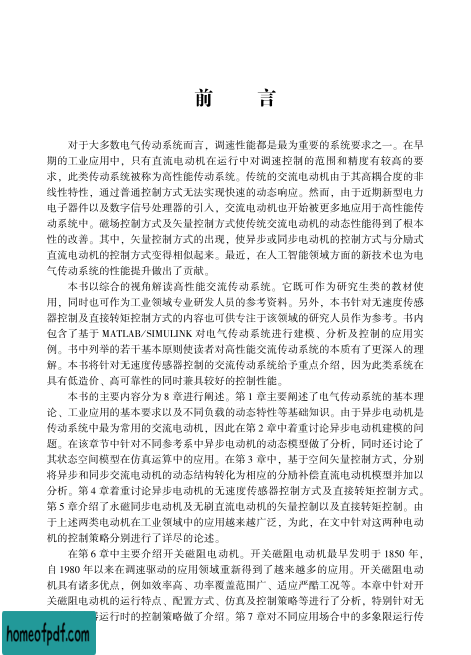 前 言
对于大多数电气传动系统而言，调速性能都是最为重要的系统要求之一。在早
期的工业应用中，只有直流电动机在运行中对调速控制的范围和精度有较高的要
求，此类传动系统被称为高性能传动系统。传统的交流电动机由于其高耦合度的非
线性特性，通过普通控制方式无法实现快速的动态响应。然而，由于近期新型电力
电子器件以及数字信号处理器的引入，交流电动机也开始被更多地应用于高性能传
动系统中。磁场控制方式及矢量控制方式使传统交流电动机的动态性能得到了根本
性的改善。其中，矢量控制方式的出现，使异步或同步电动机的控制方式与分励式
直流电动机的控制方式变得相似起来。最近，在人工智能领域方面的新技术也为电
气传动系统的性能提升做出了贡献。
本书以综合的视角解读高性能交流传动系统。它既可作为研究生类的教材使
用，同时也可作为工业领域专业研发人员的参考资料。另外，本书针对无速度传感
器控制及直接转矩控制方式的内容也可供专注于该领域的研究人员作为参考。书内
包含了基于 MATLAB/SIMULINK 对电气传动系统进行建模、分析及控制的应用实
例。书中列举的若干基本原则使读者对高性能交流传动系统的本质有了更深入的理
解。本书将针对无速度传感器控制的交流传动系统给予重点介绍，因为此类系统在
具有低造价、高可靠性的同时兼具较好的控制性能。
本书的主要内容分为 8 章进行阐述。第 1 章主要阐述了电气传动系统的基本理
论、工业应用的基本要求以及不同负载的动态特性等基础知识。由于异步电动机是
传动系统中最为常用的交流电动机，因此在第 2 章中着重讨论异步电动机建模的问
题。在该章节中针对不同参考系中异步电动机的动态模型做了分析，同时还讨论了
其状态空间模型在仿真运算中的应用。在第 3 章中，基于空间矢量控制方式，分别
将异步和同步交流电动机的动态结构转化为相应的分励补偿直流电动机模型并加以
分析。第 4 章着重讨论异步电动机的无速度传感器控制方式及直接转矩控制方式。
第 5 章介绍了永磁同步电动机及无刷直流电动机的矢量控制以及直接转矩控制。由
于上述两类电动机在工业领域中的应用越来越广泛，为此，在文中针对这两种电动
机的控制策略分别进行了详尽的论述。
在第 6 章中主要介绍开关磁阻电动机。开关磁阻电动机最早发明于 1850 年，
自 1980 年以来在调速驱动的应用领域重新得到了越来越多的应用。开关磁阻电动
机具有诸多优点，例如效率高、功率覆盖范围广、适应严酷工况等。本章中针对开
关磁阻电动机的运行特点、配置方式、仿真及控制策略等进行了分析，特别针对无
运行时的控制策略做了介绍。第 7 章对不同应用场合中的多象限运行传
homeofpdf.com